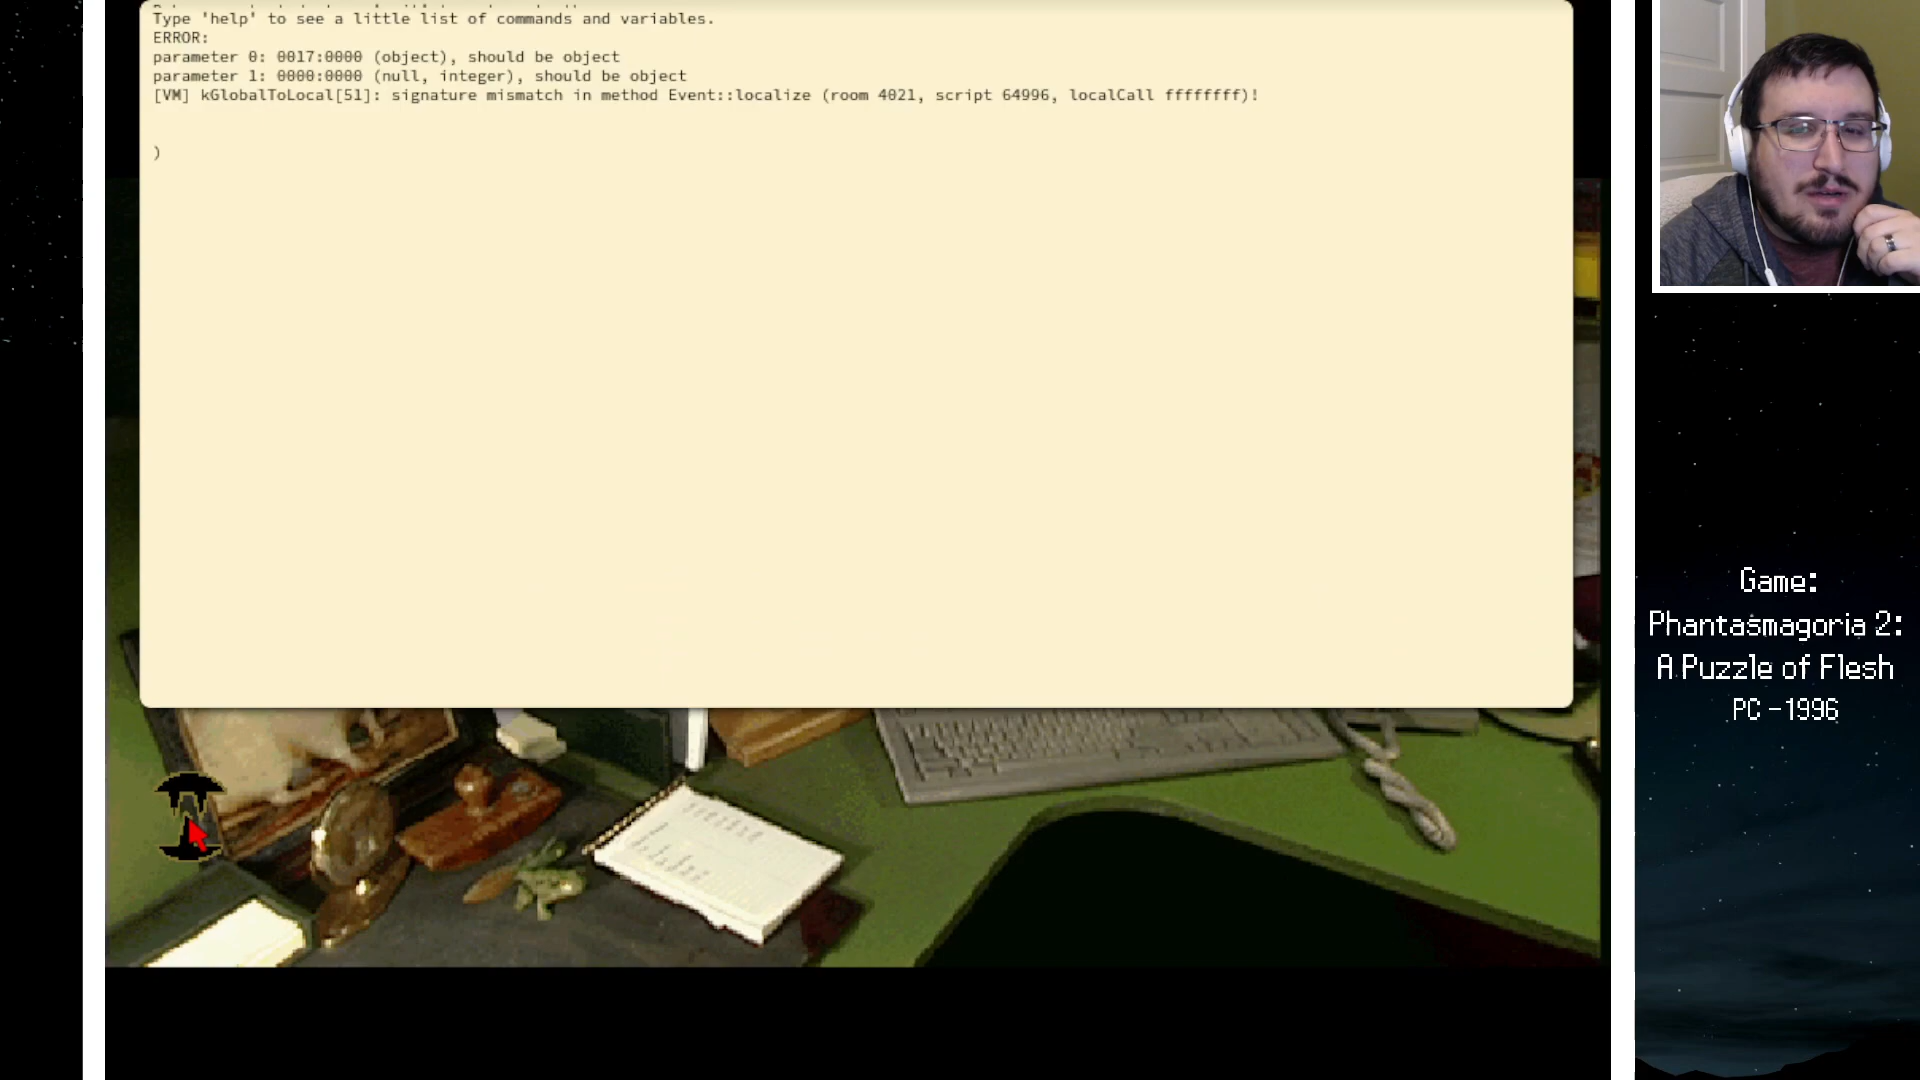 Type 'help' to see a little list of commands and variables.
ERROR:
parameter 0: 0017:0000 (object), should be object
parameter 1: 0000:0000 (null, integer), should be object
[VM] kGlobalToLocal[51]: signature mismatch in method Event::localize (room 4021, script 64996, localCall ffffffff)!
)
Game:
Phantasmagoria 2:
A Puzzle of Flesh
PC -1996